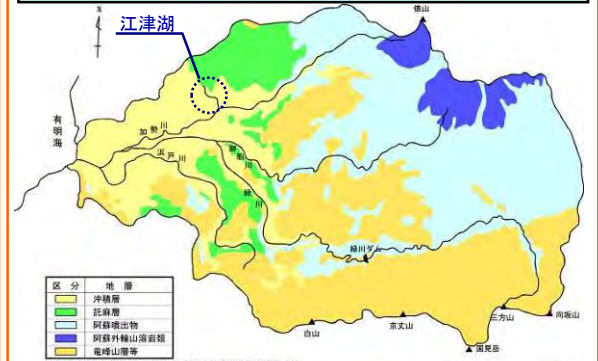 江津湖
N
俵山
有明海
加勢川
浜戸川
御船川
緑川
緑川ダム
白山
京丈山
三方山
向坂山
国見岳
区分 地層
沖積層
託麻層
阿蘇噴出物
阿蘇外輪山溶岩類
竜峰山層等